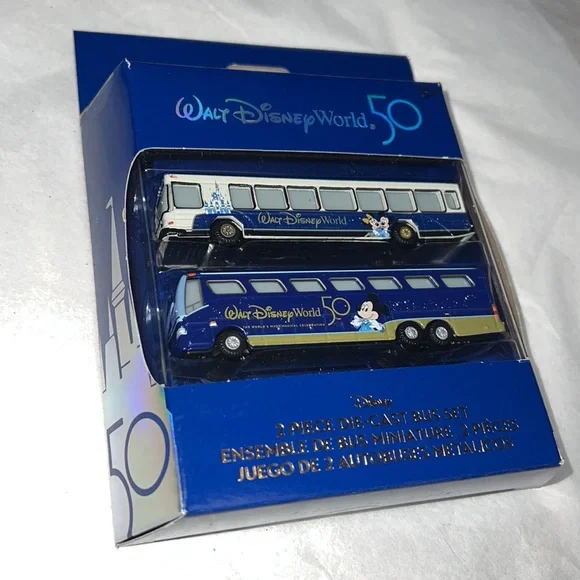 WALT DISNEY World. 50
WALT DISNEY World
WALT DISNEY World 50
THE WORLD'S MOST MAGICAL CELEBRATION
Disney
2 PIECE DIE-CAST BUS SET
ENSEMBLE DE BUS MINIATURE 2 PIÈCES
JUEGO DE 2 AUTOBUSES METÁLICOS
50